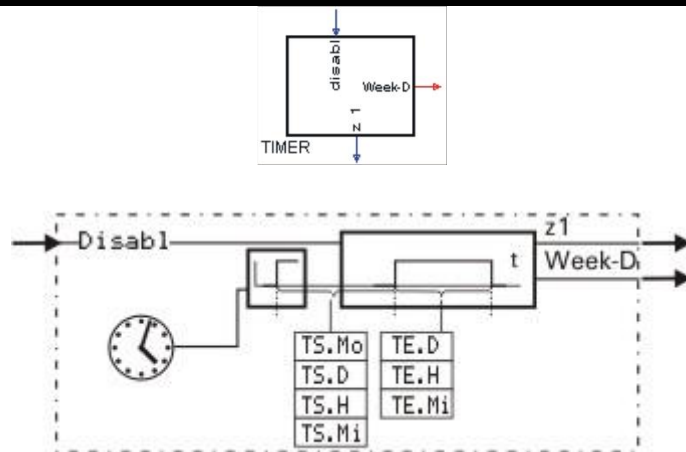 disabl
Week-D
z 1
TIMER
z1
Disabl
Week-D
t
TS.Mo TE.D
TS.D TE.H
TS.H TE.Mi
TS.Mi